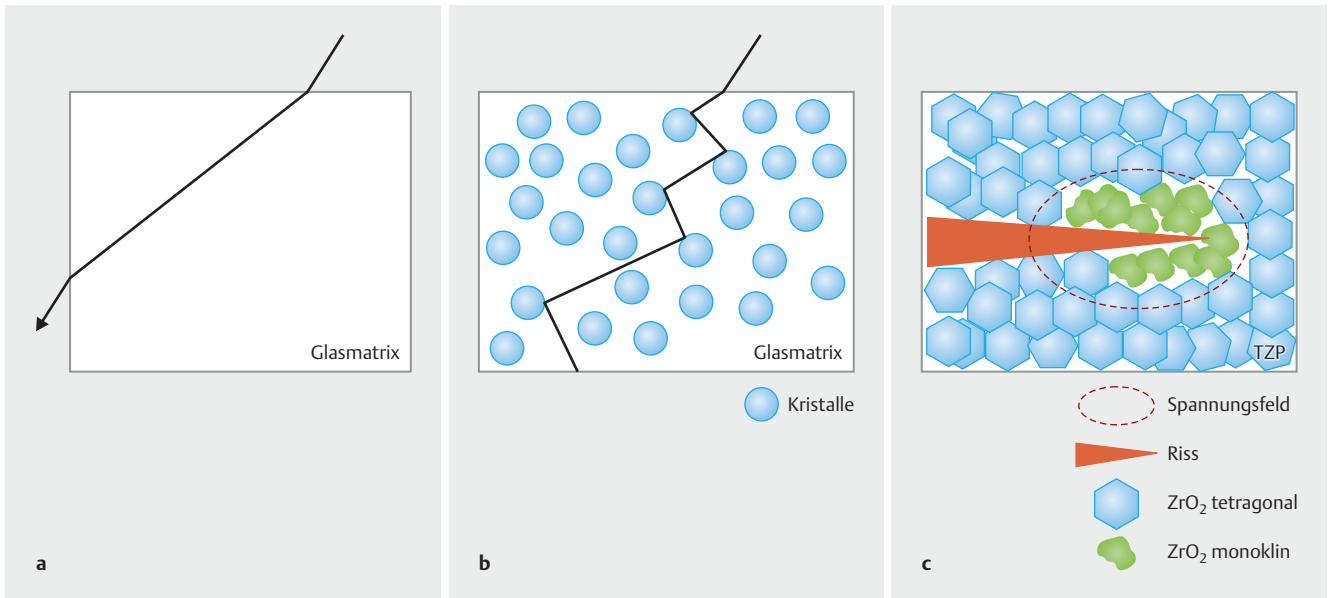 Glasmatrix
a
Glasmatrix
Kristalle
b
TZP
Spannungsfeld
Riss
ZrO₂ tetragonal
ZrO₂ monoklin
c